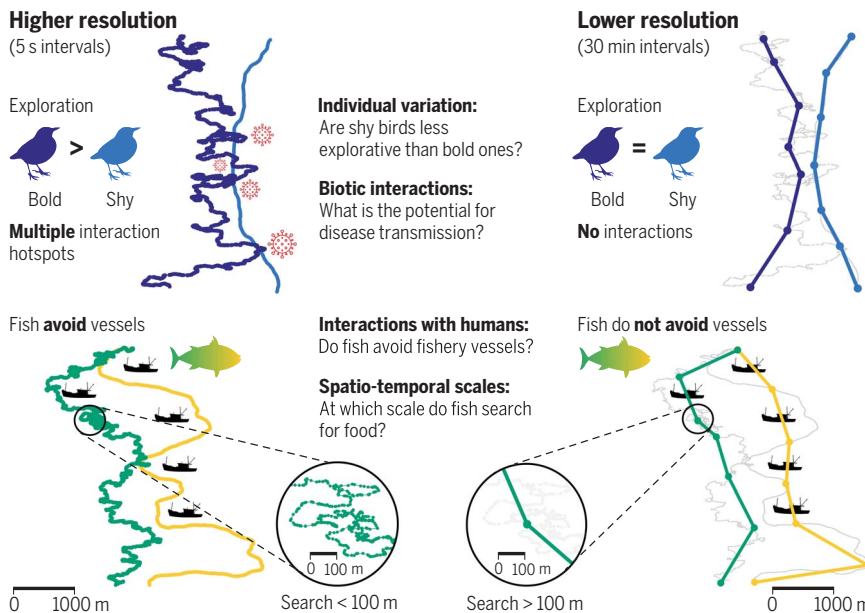 Higher resolution
(5 s intervals)
Exploration
>
Bold
Shy
Multiple interaction
hotspots
Individual variation:
Are shy birds less
explorative than bold ones?
Biotic interactions:
What is the potential for
disease transmission?
Lower resolution
(30 min intervals)
Exploration
=
Bold
Shy
No interactions
Fish avoid vessels
Interactions with humans:
Do fish avoid fishery vessels?
Spatio-temporal scales:
At which scale do fish search
for food?
Fish do not avoid vessels
0 100 m
0 100 m
0 1000 m
Search < 100 m
Search > 100 m
0 1000 m